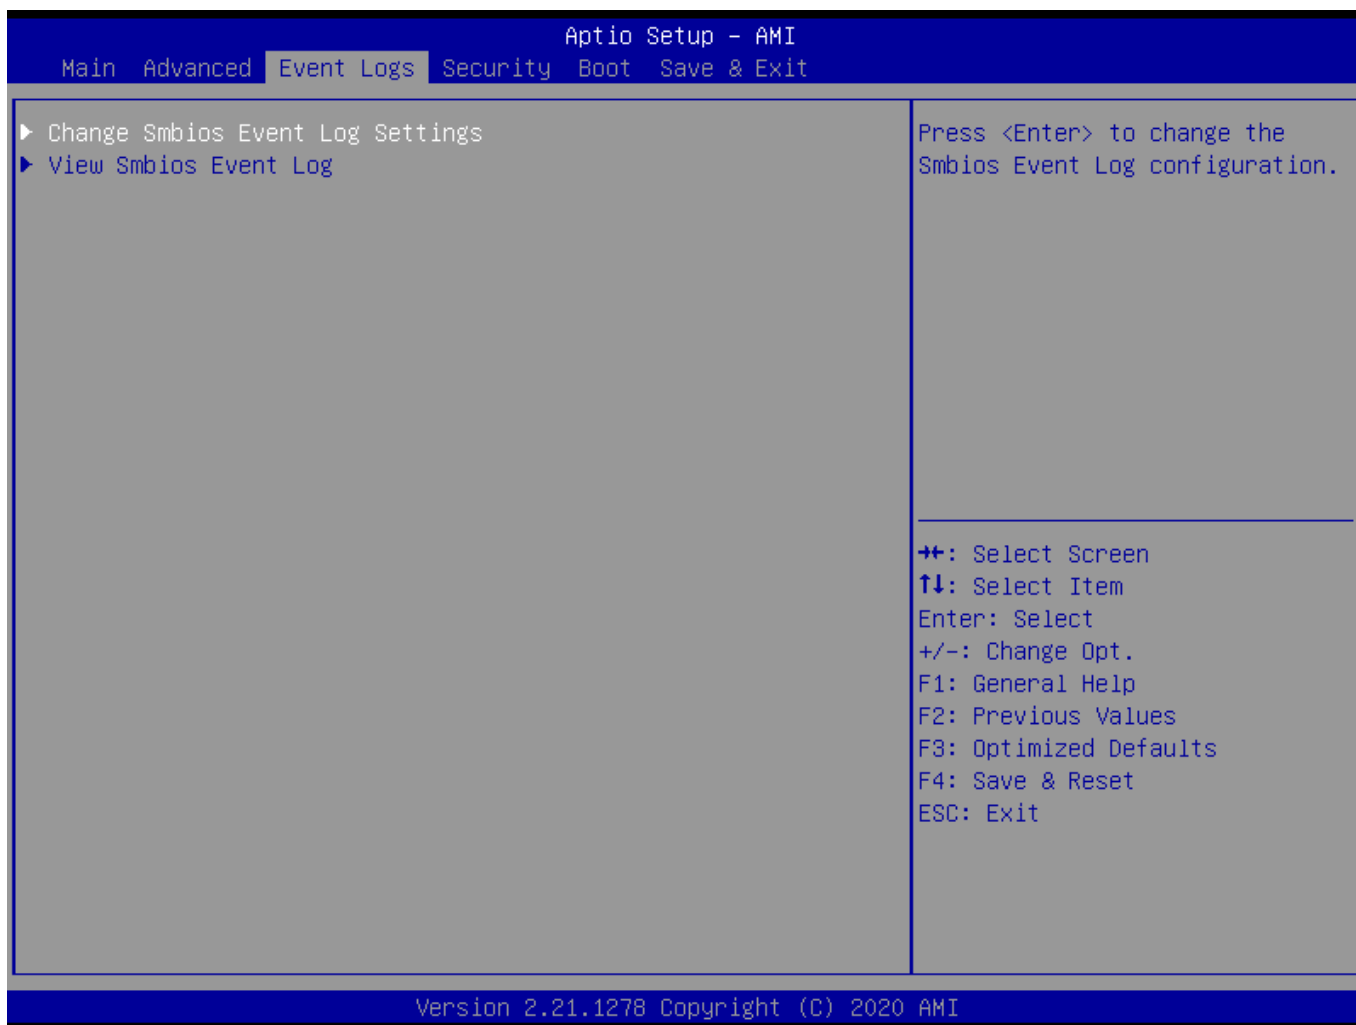 Aptio Setup – AMI
Main Advanced Event Logs Security Boot Save & Exit
Change Smbios Event Log Settings
View Smbios Event Log
Press <Enter> to change the
Smbios Event Log configuration.
→←: Select Screen
↑↓: Select Item
Enter: Select
+/-: Change Opt.
F1: General Help
F2: Previous Values
F3: Optimized Defaults
F4: Save & Reset
ESC: Exit
Version 2.21.1278 Copyright (C) 2020 AMI